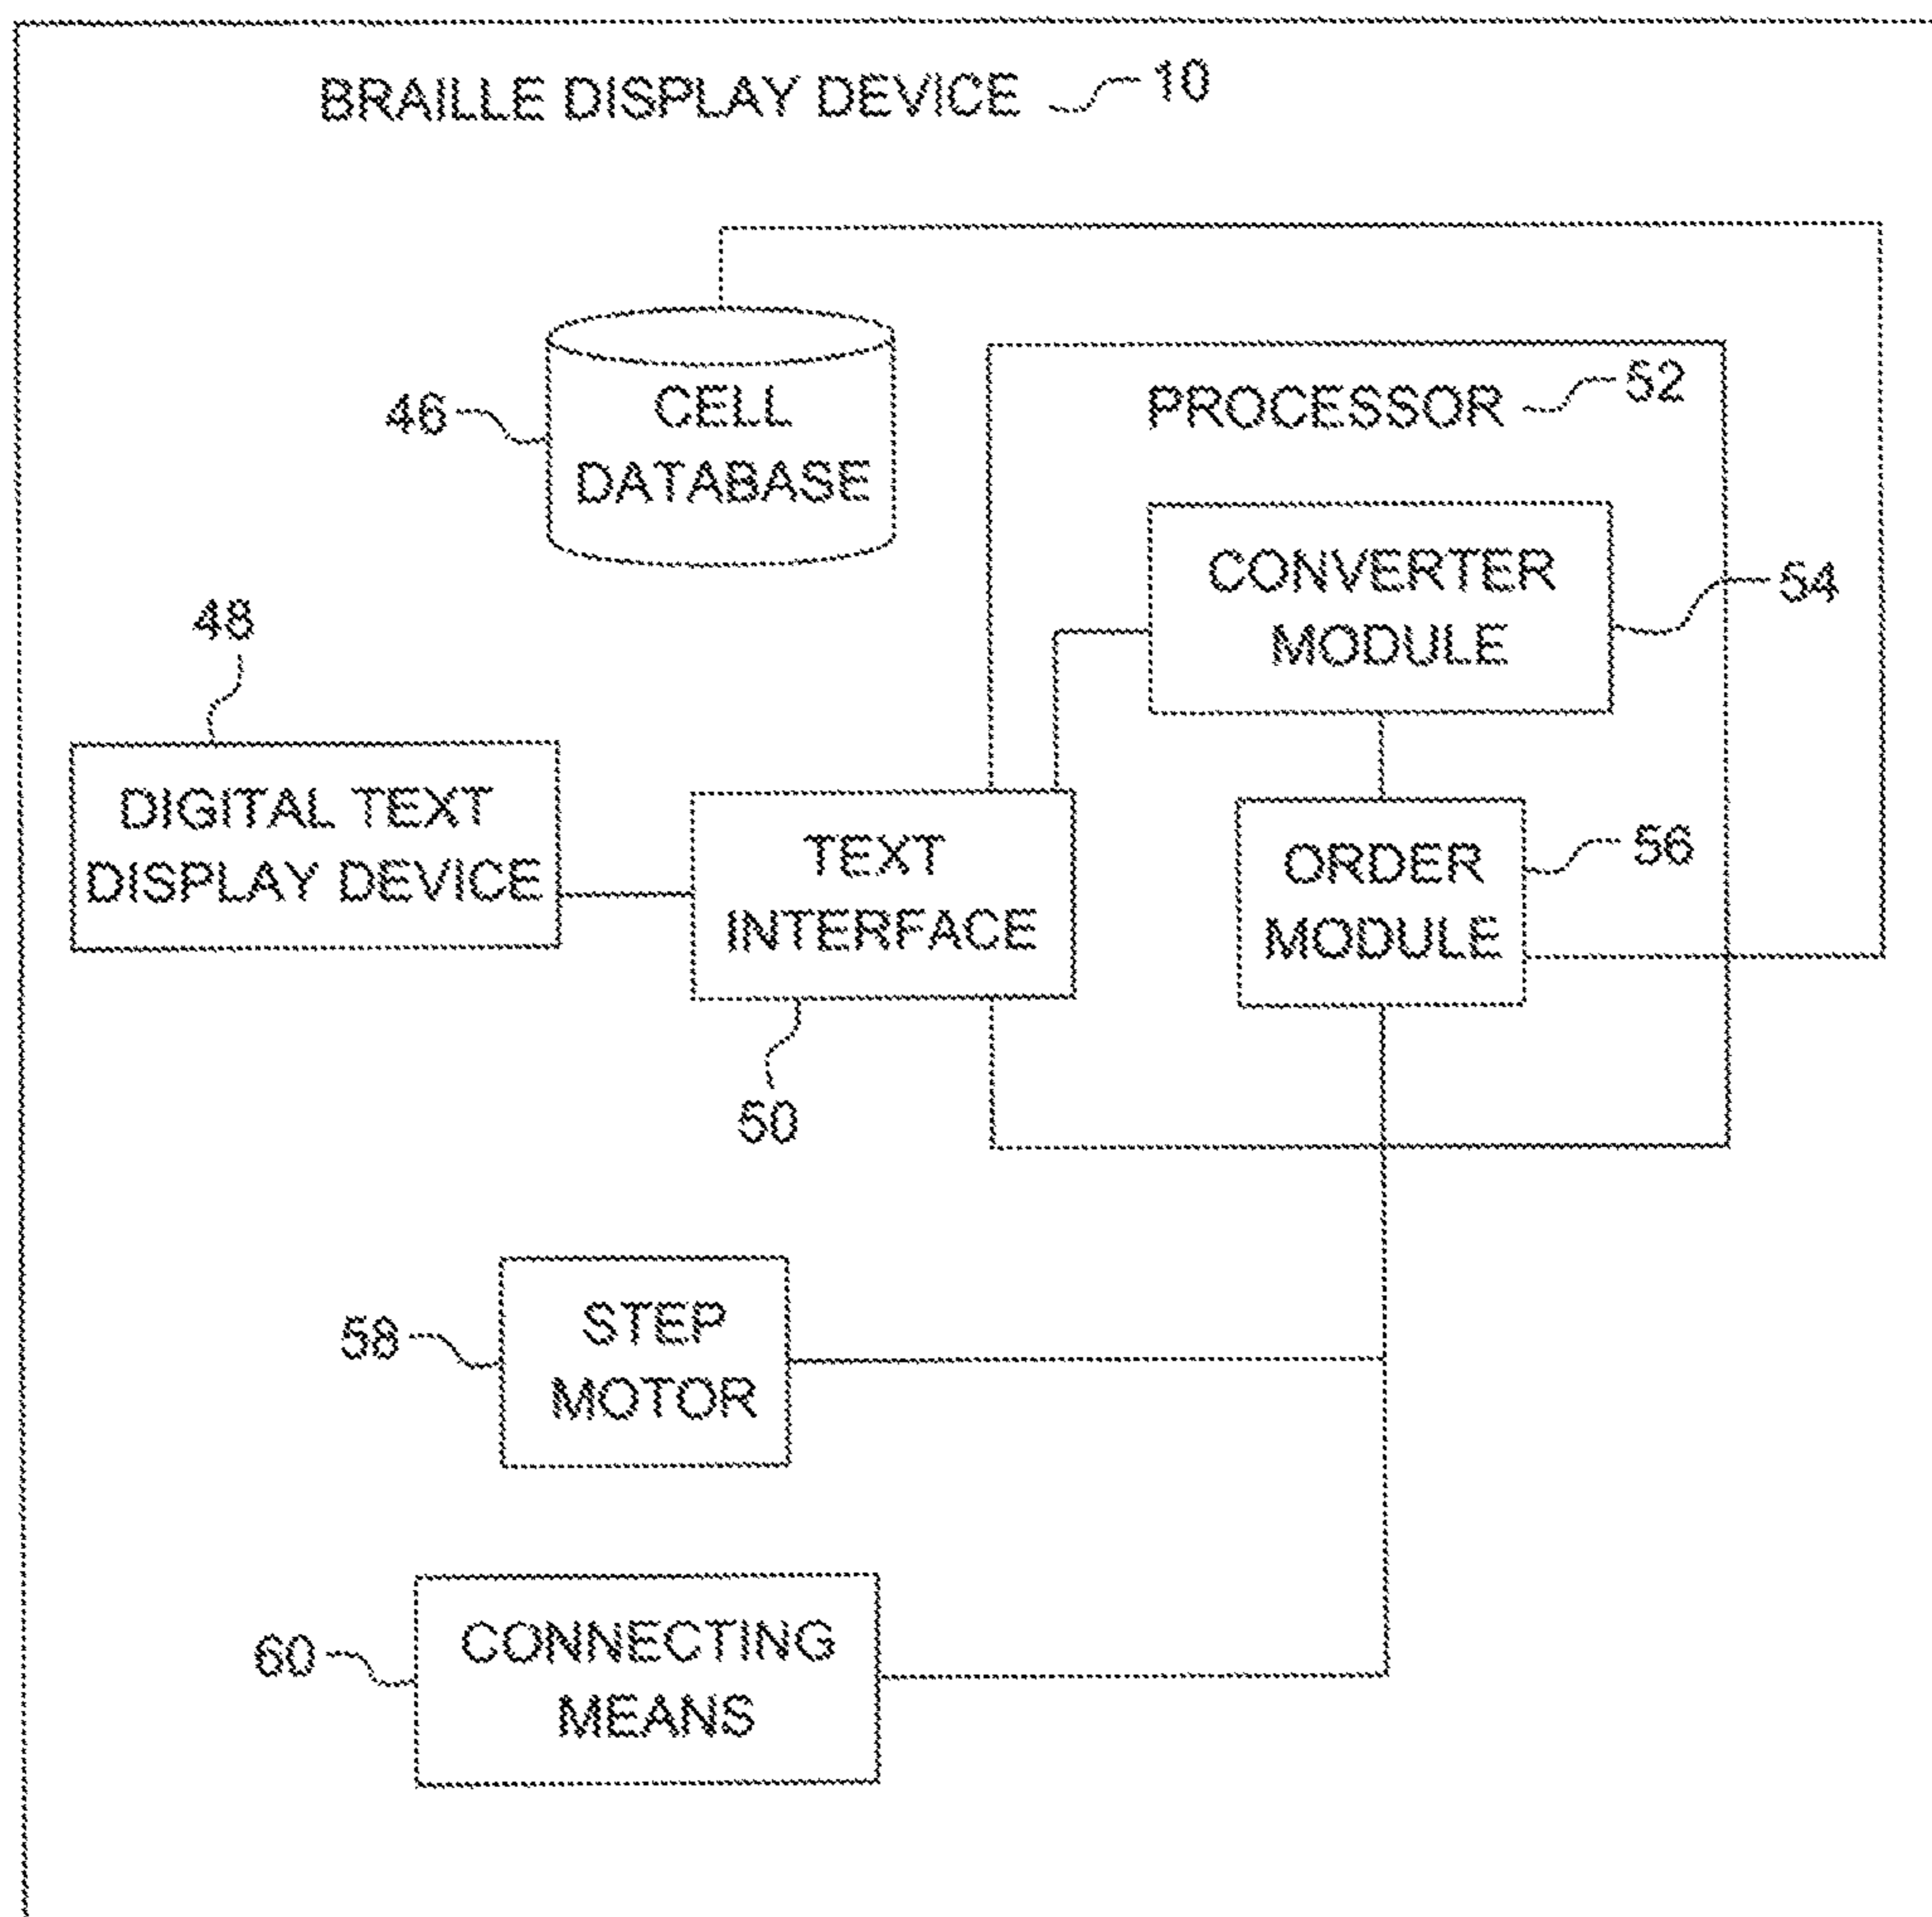 BRAILLE DISPLAY DEVICE 10
46
CELL
DATABASE
PROCESSOR 52
CONVERTER
MODULE
54
48
DIGITAL TEXT
DISPLAY DEVICE
TEXT
INTERFACE
50
ORDER
MODULE
56
58
STEP
MOTOR
60
CONNECTING
MEANS